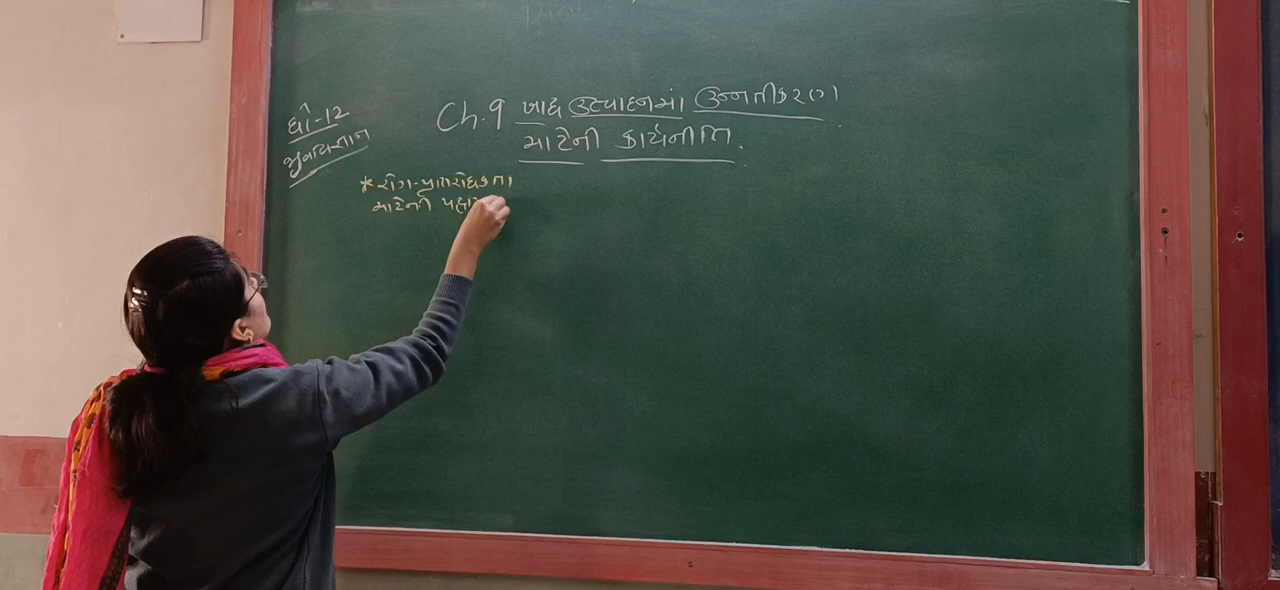 ધો-12
જીવવિજ્ઞાન
Ch. 9 ખાદ્ય ઉત્પાદનમાં ઉન્નતીકરણ
માટેની કાર્યનીતિ.
* રોગ-પ્રતિરોધકતા
માટેની